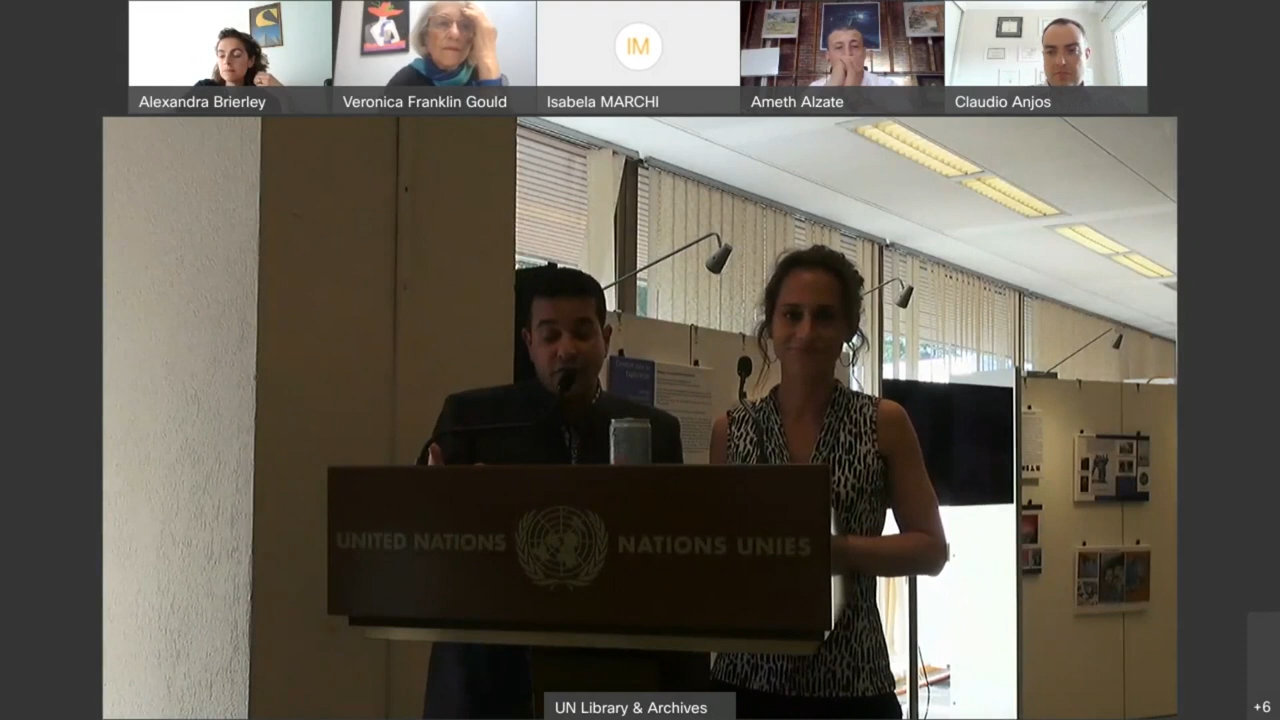 Alexandra Brierley
Veronica Franklin Gould
IM
Isabela MARCHI
Ameth Alzate
Claudio Anjos
UNITED NATIONS
NATIONS UNIES
UN Library & Archives
+6